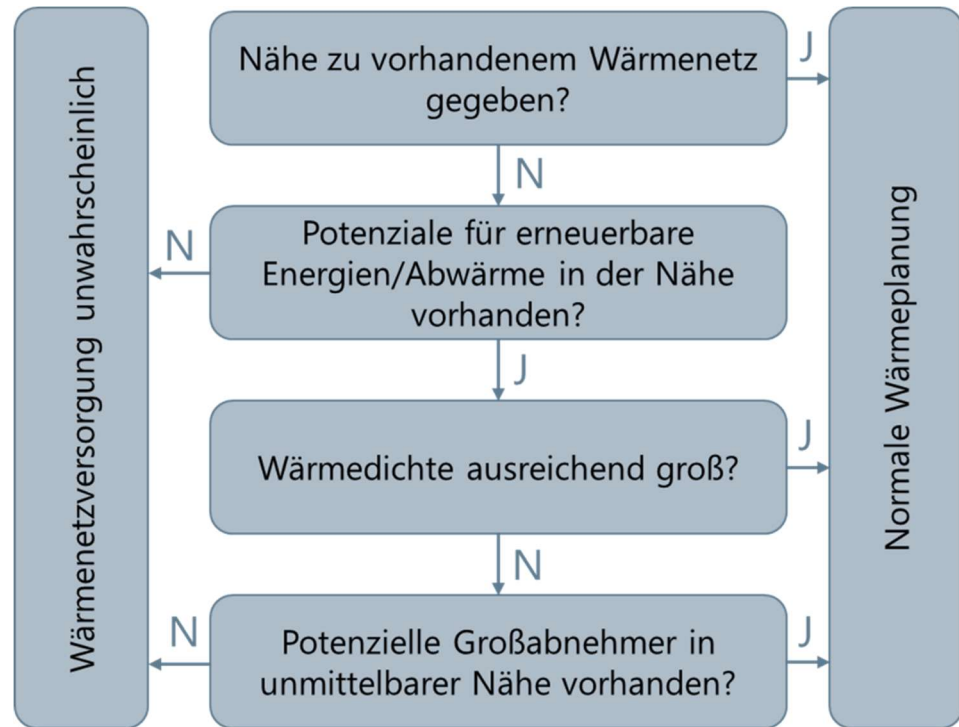 Wärmenetzversorgung unwahrscheinlich
Nähe zu vorhandenem Wärmenetz
gegeben?
J
N
Potenziale für erneuerbare
Energien/Abwärme in der Nähe
vorhanden?
N
J
Wärmedichte ausreichend groß?
J
N
Potenzielle Großabnehmer in
unmittelbarer Nähe vorhanden?
N
J
Normale Wärmeplanung